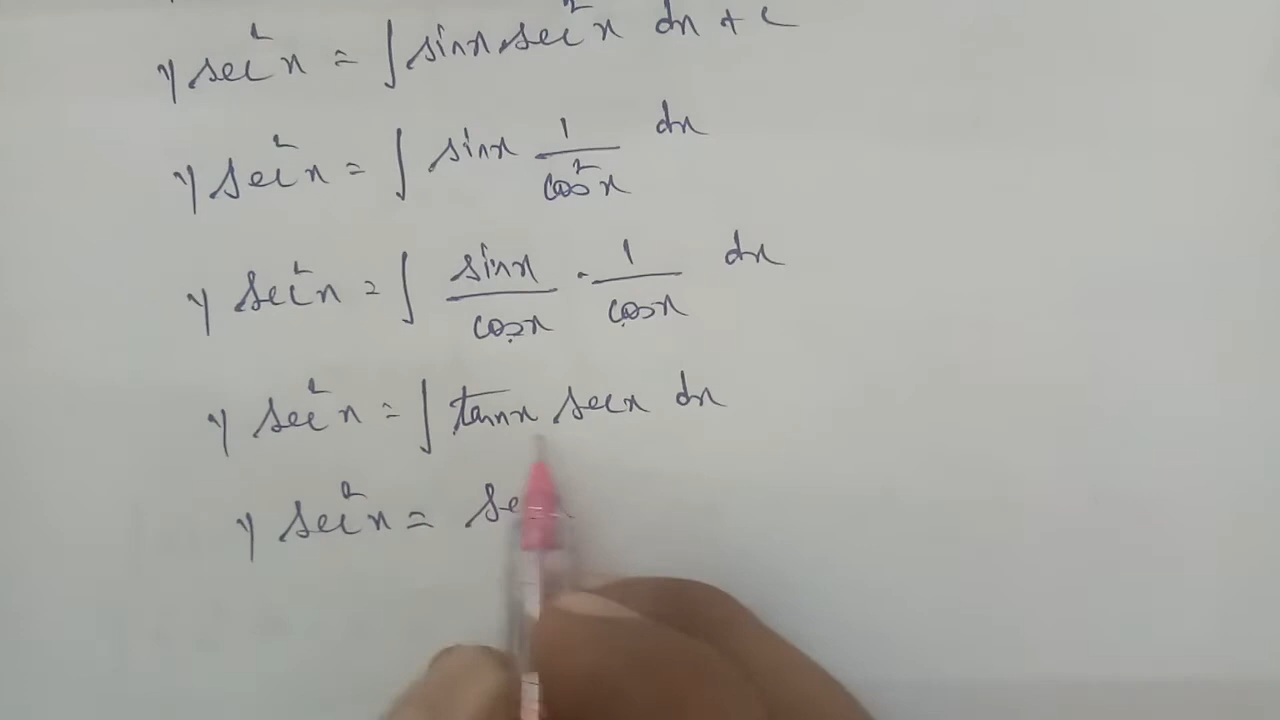 y sec²x = ∫ sinx sec²x dx + c
y sec²x = ∫ sinx 1/cos²x dx
y sec²x = ∫ sinx/cosx · 1/cosx dx
y sec²x = ∫ tanx secx dx
y sec²x = se